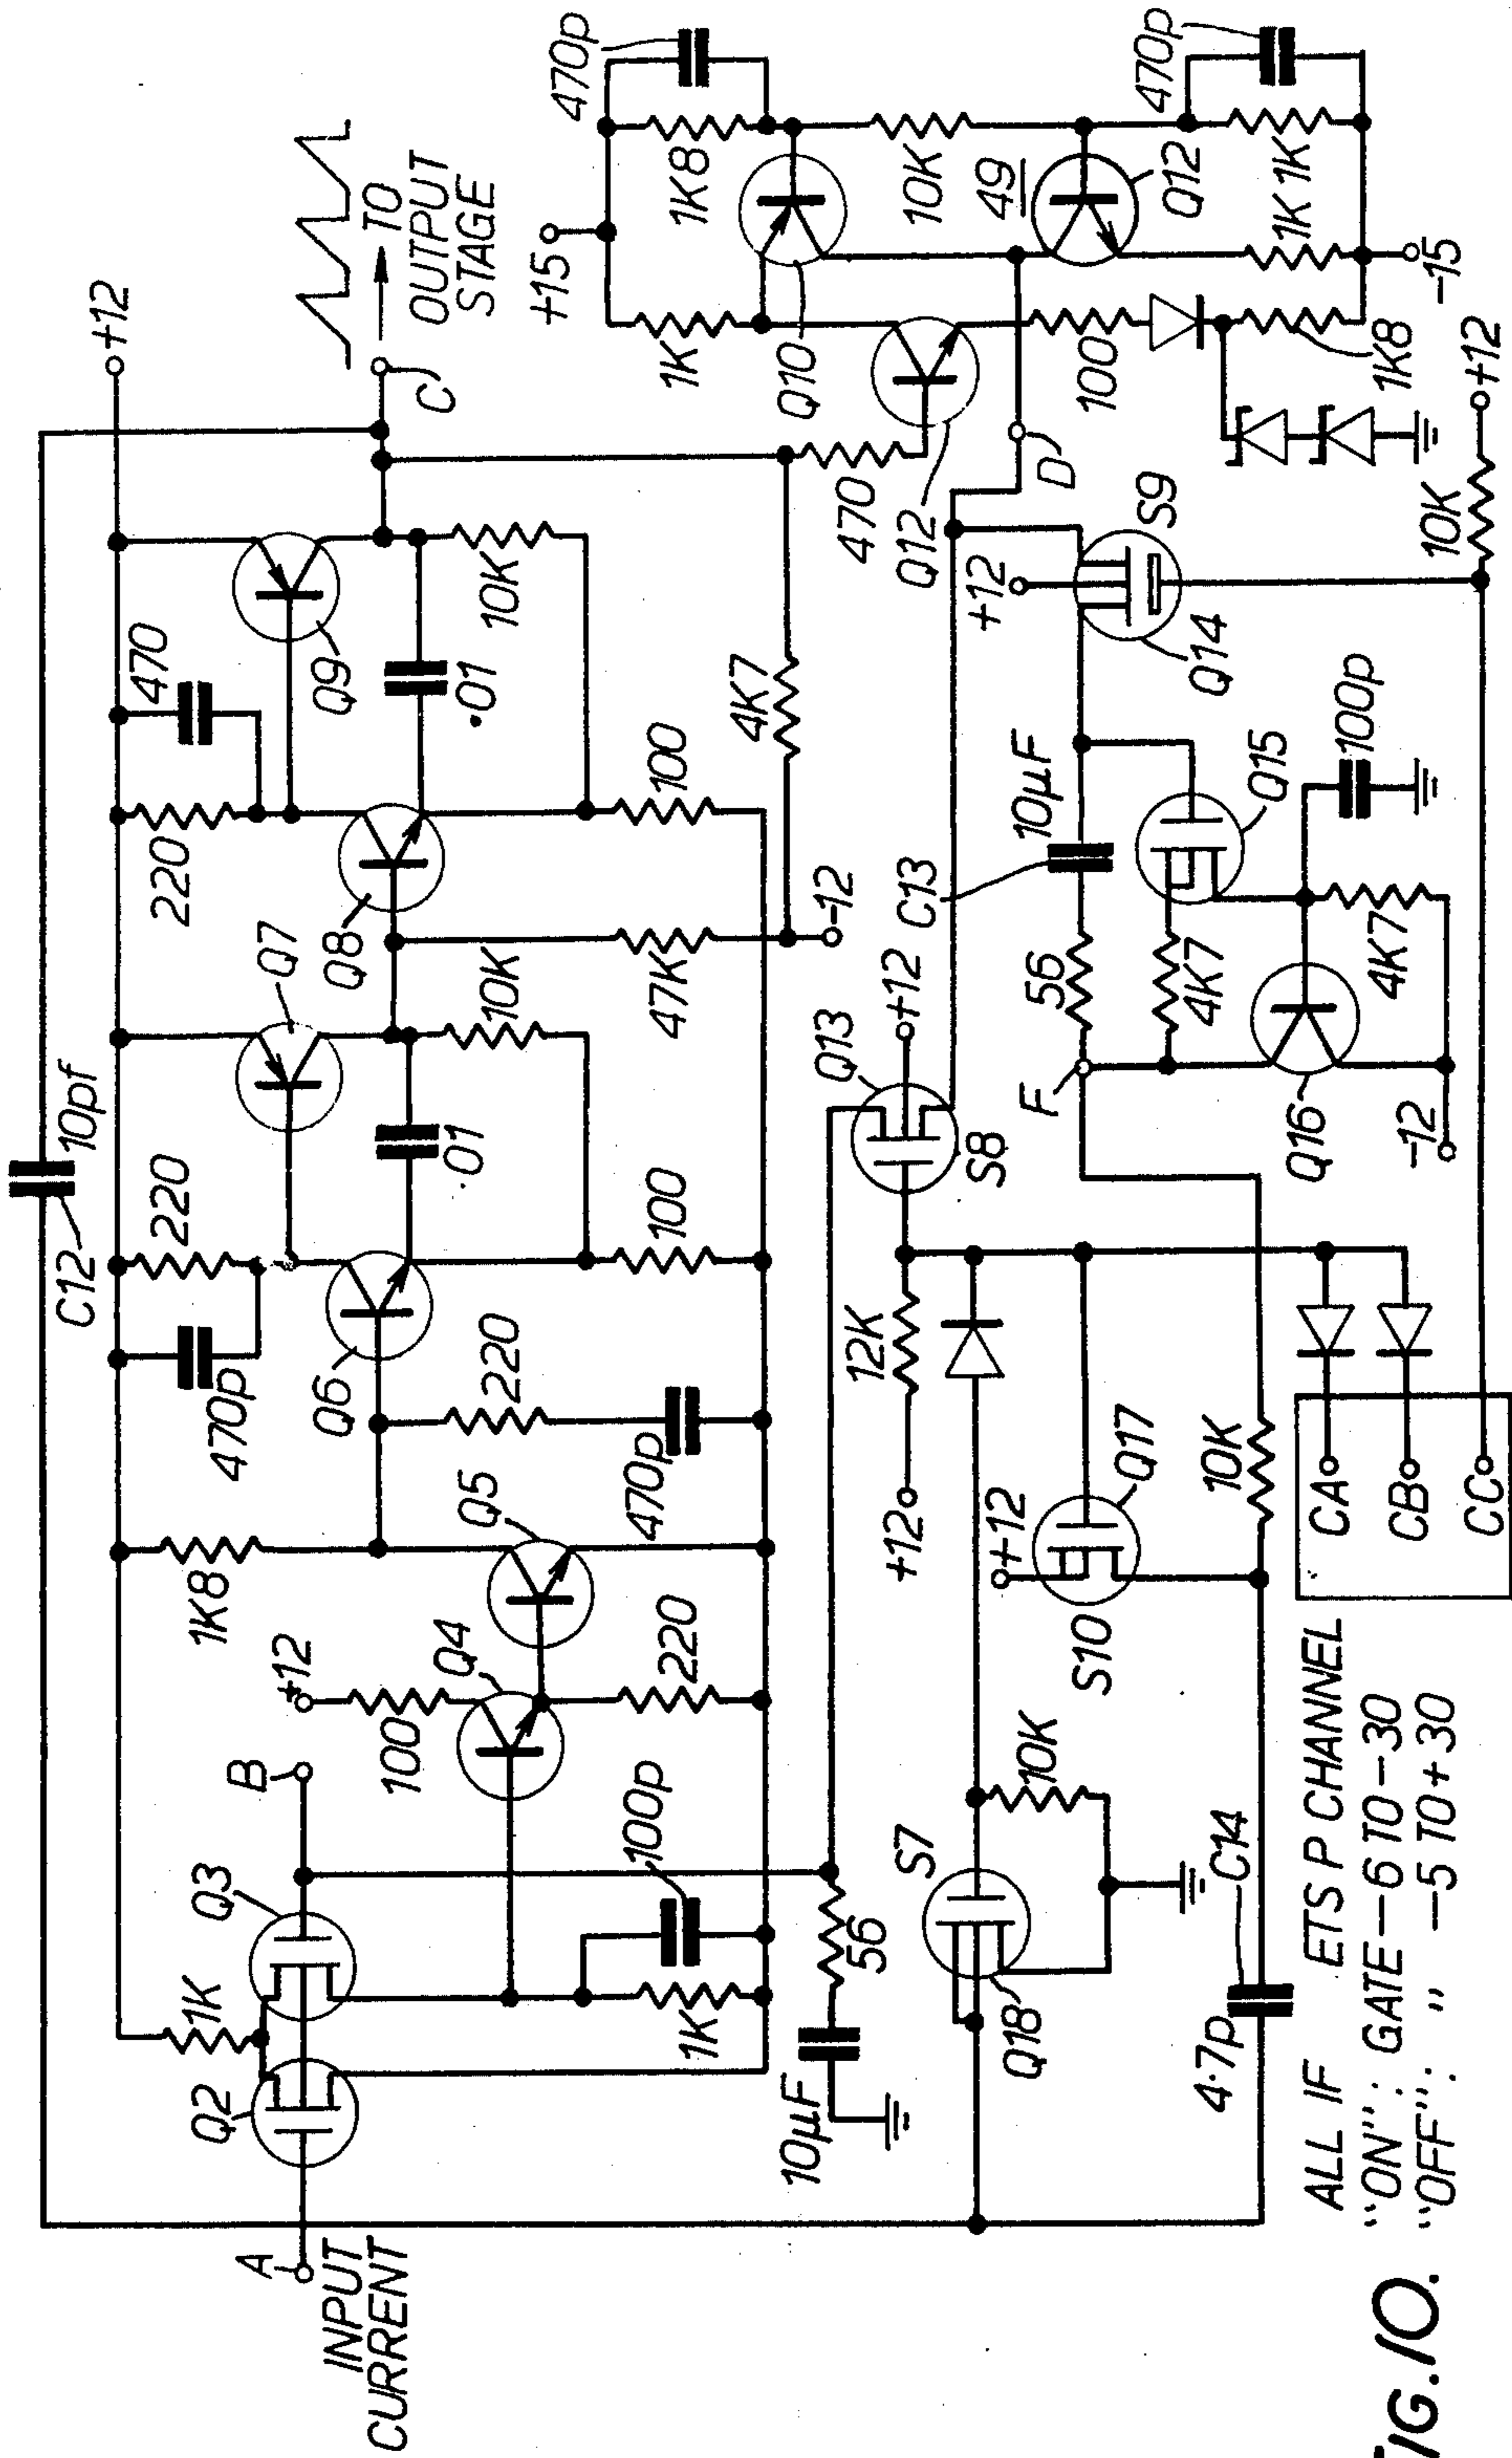 C12
10pf
+12
TO
OUTPUT
STAGE
C
470p
220
Q7
470
Q9
220
1K8
1K
Q2
Q3
B
+12
100
Q4
Q5
Q6
.01
10K
Q8
.01
10K
A
INPUT
CURRENT
1K
100p
220
220
470p
100
47K
-12
100
4K7
470
Q12
+15
1K
1K8
470p
Q10
10K
49
Q12
470p
1K
1K
100
1K8
-15
D
10µF
56
+12
12K
Q13
+12
S8
C13
10µF
56
F
+12
S9
Q14
4K7
Q15
100p
4K7
Q16
-12
10K
+12
S7
Q18
10K
+12
S10
Q17
10K
4.7p
C14
CA
CB
CC
ALL IF ETS P CHANNEL
"ON": GATE--6 TO-30
"OFF": " --5 TO+30
FIG.10.